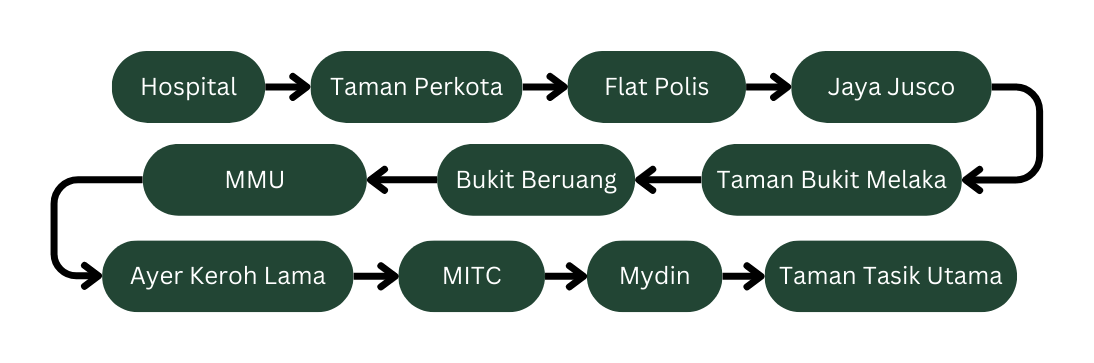 Hospital
Taman Perkota
Flat Polis
Jaya Jusco
Taman Bukit Melaka
Bukit Beruang
MMU
Ayer Keroh Lama
MITC
Mydin
Taman Tasik Utama